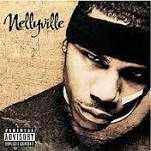 Nellyville
PARENTAL
ADVISORY
EXPLICIT CONTENT